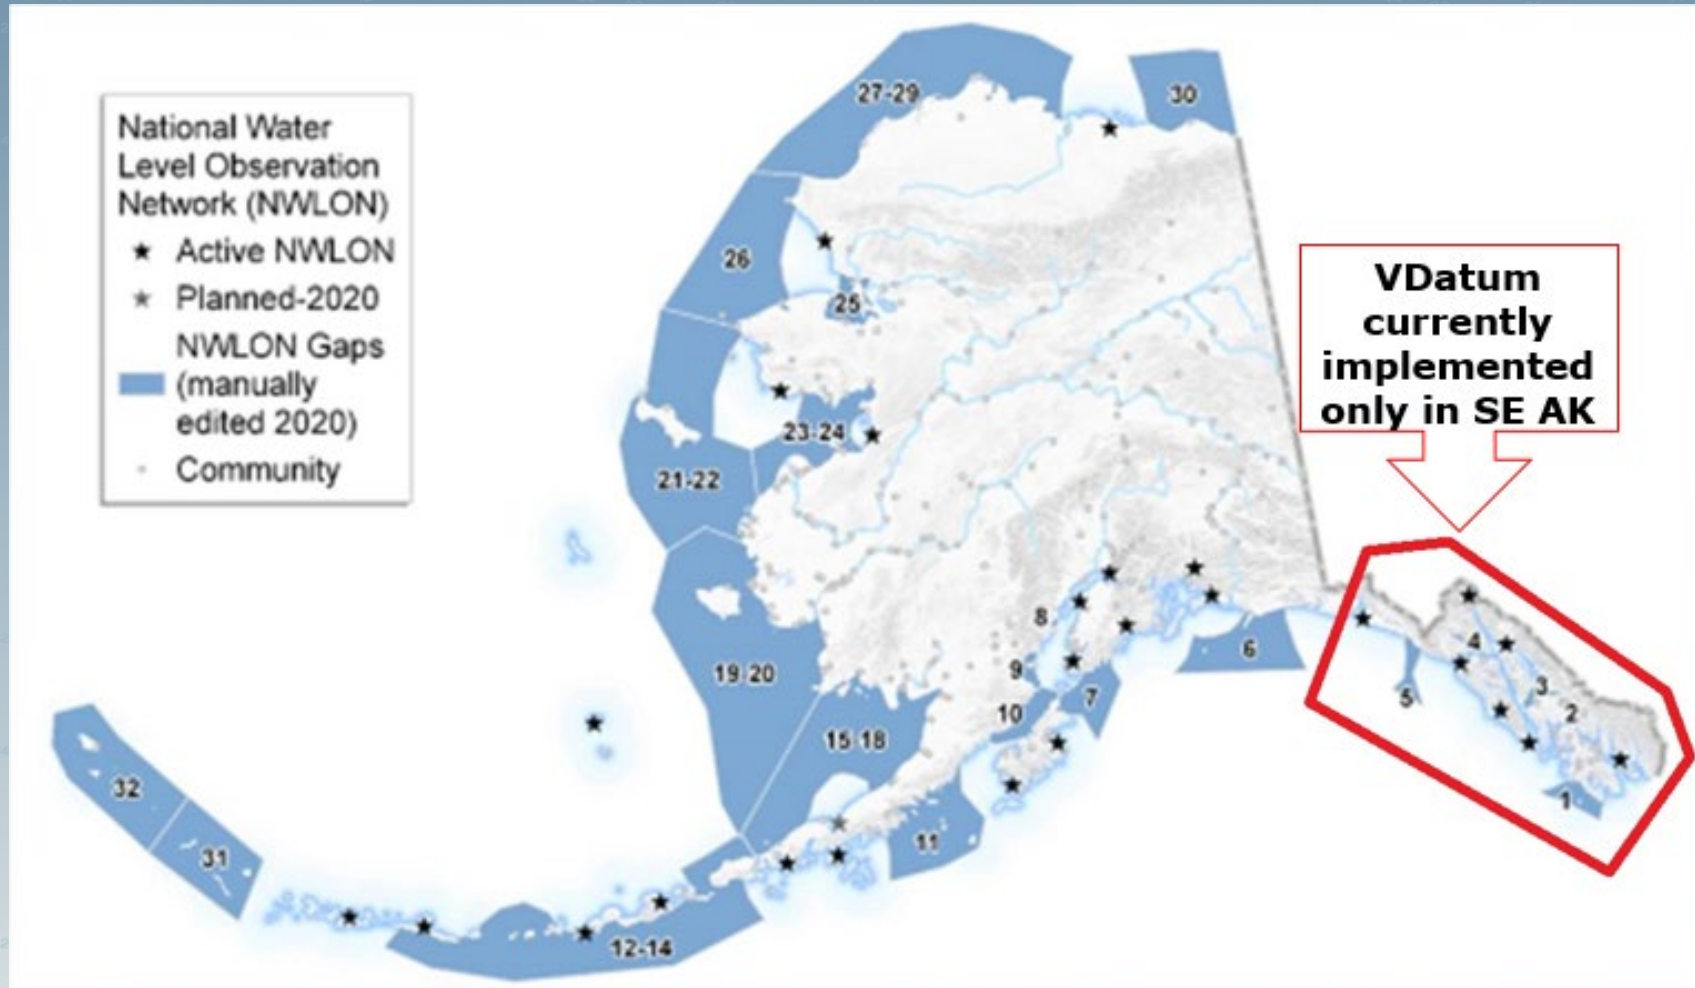 National Water
Level Observation
Network (NWLON)
Active NWLON
Planned-2020
NWLON Gaps
(manually
edited 2020)
Community
VDatum
currently
implemented
only in SE AK
27-29
30
26
25
23-24
21-22
19-20
15-18
8
9
10
7
6
5
4
3
2
1
11
12-14
31
32